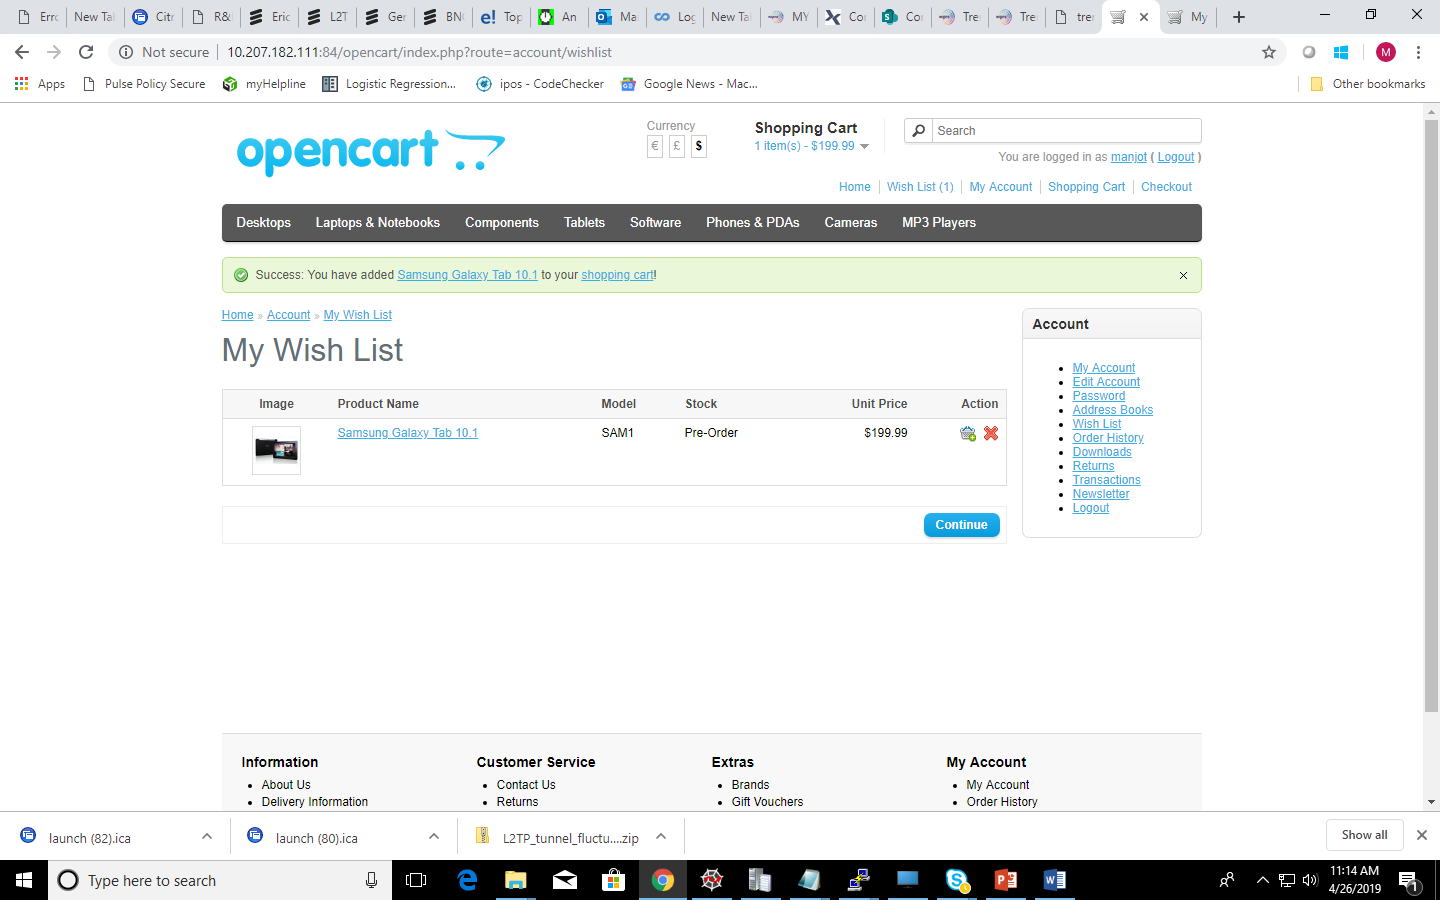 Erro
New Tal
Citr
R&
Eric
L2T
Ger
BN
Top
An
Ma
Log
New Tal
MY
Cor
Cor
Tre
Tre
trer
My
Not secure
10.207.182.111:84/opencart/index.php?route=account/wishlist
M
Apps
Pulse Policy Secure
myHelpline
Logistic Regression...
ipos - CodeChecker
Google News - Mac...
Other bookmarks
opencart
Currency
€ £ $
Shopping Cart
1 item(s) - $199.99
Search
You are logged in as manjot ( Logout )
Home
Wish List (1)
My Account
Shopping Cart
Checkout
Desktops
Laptops & Notebooks
Components
Tablets
Software
Phones & PDAs
Cameras
MP3 Players
Success: You have added Samsung Galaxy Tab 10.1 to your shopping cart!
Home » Account » My Wish List
My Wish List
Image
Product Name
Model
Stock
Unit Price
Action
Samsung Galaxy Tab 10.1
SAM1
Pre-Order
$199.99
Continue
Account
My Account
Edit Account
Password
Address Books
Wish List
Order History
Downloads
Returns
Transactions
Newsletter
Logout
Information
About Us
Delivery Information
Customer Service
Contact Us
Returns
Extras
Brands
Gift Vouchers
My Account
My Account
Order History
launch (82).ica
launch (80).ica
L2TP_tunnel_fluctu....zip
Show all
Type here to search
11:14 AM
4/26/2019
1